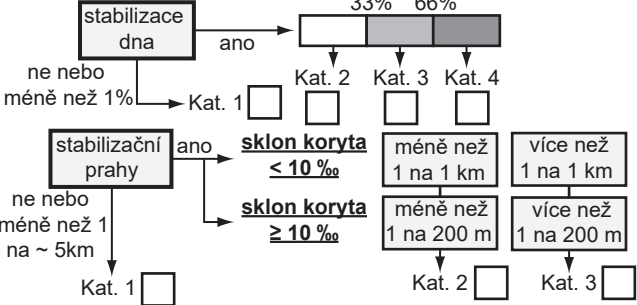 33% 66%
stabilizace
dna
ano
ne nebo
méně než 1%
Kat. 1
Kat. 2 Kat. 3 Kat. 4
stabilizační
prahy
ano
sklon koryta
< 10 ‰
méně než
1 na 1 km
více než
1 na 1 km
ne nebo
méně než 1
na ~ 5km
sklon koryta
≥ 10 ‰
méně než
1 na 200 m
více než
1 na 200 m
Kat. 1
Kat. 2
Kat. 3